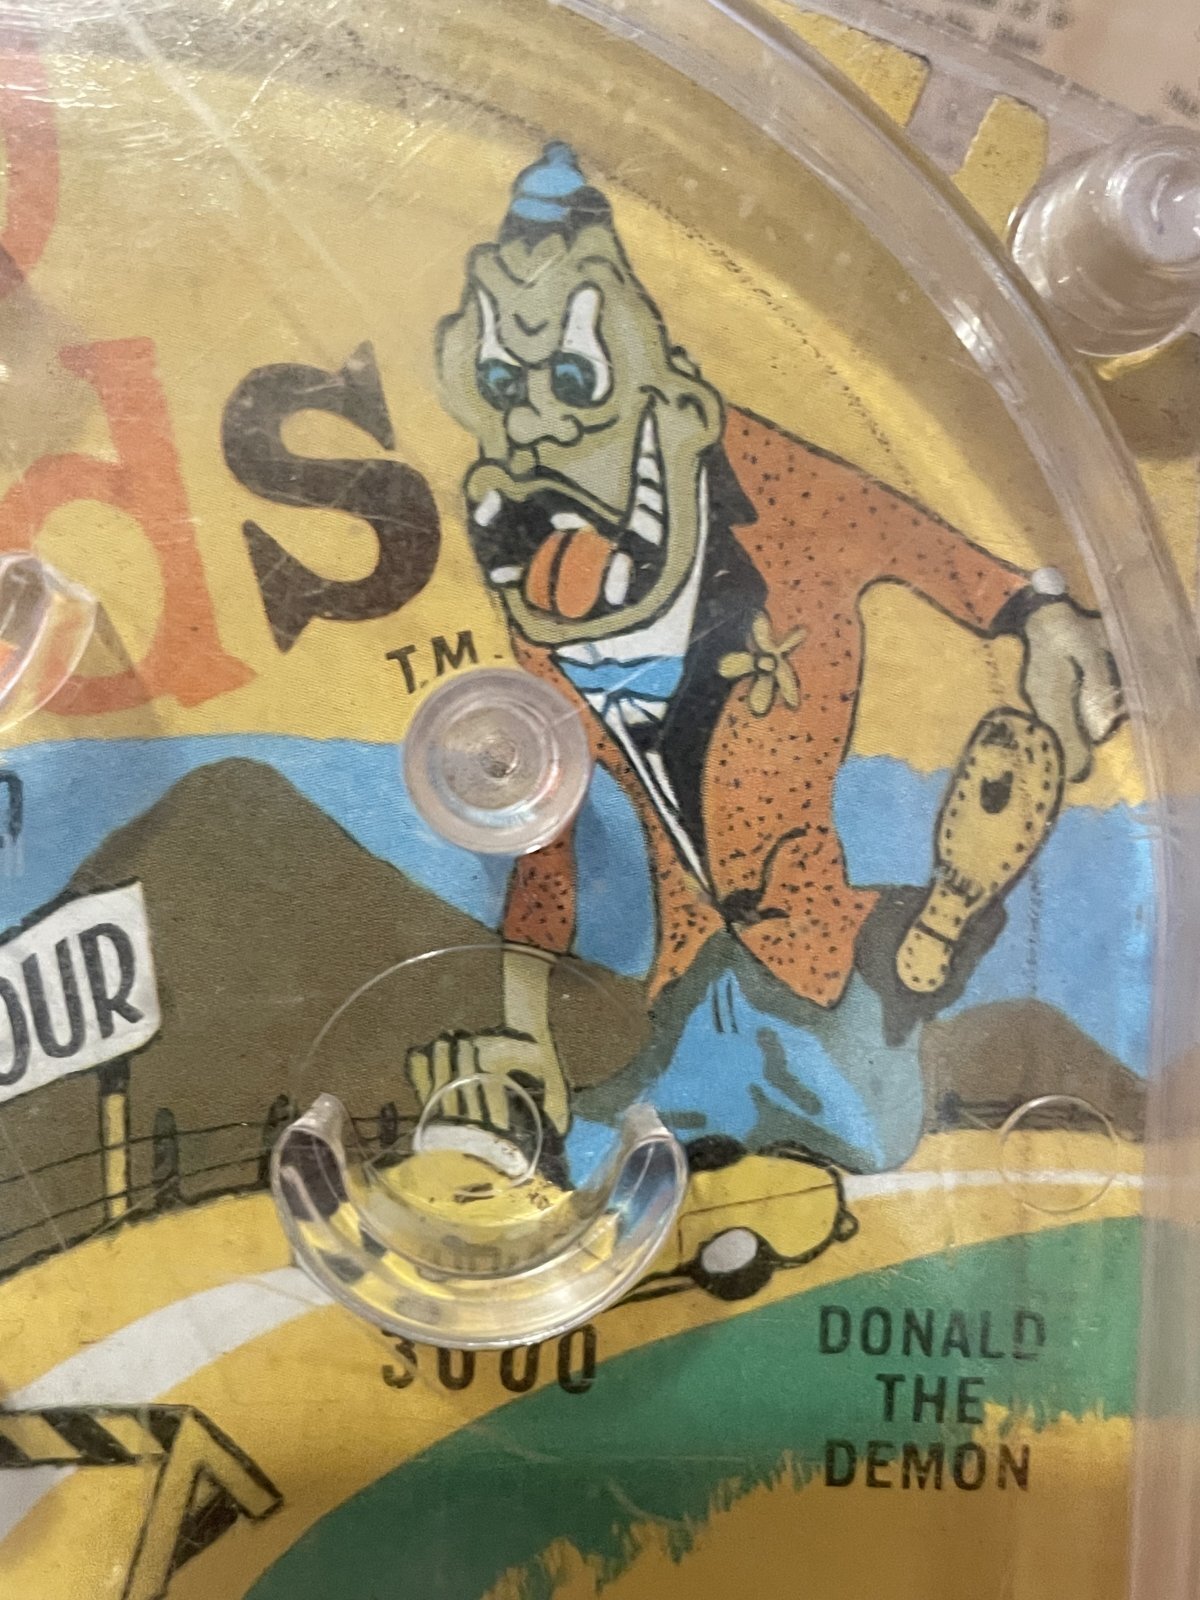 ds
T.M.
OUR
3000
DONALD
THE
DEMON